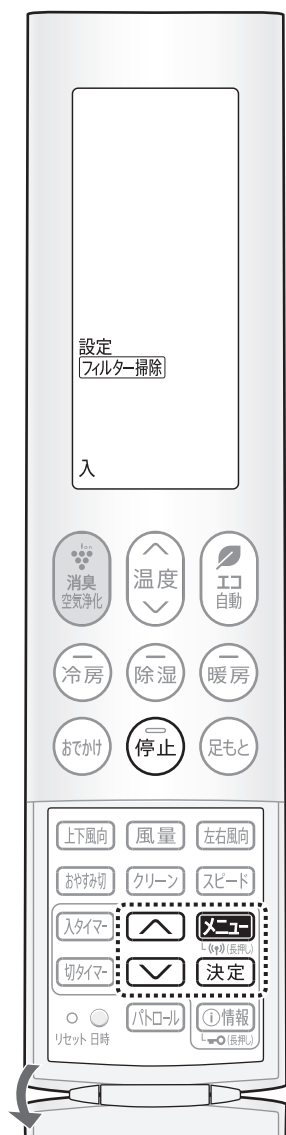 設定
フィルター掃除
入
ion
消臭
空気浄化
温度
エコ
自動
冷房
除湿
暖房
おでかけ
停止
足もと
上下風向
風量
左右風向
おやすみ切
クリーン
スピード
入タイマー
メニュー
(長押し)
切タイマー
決定
リセット 日時
パトロール
i情報
(長押し)